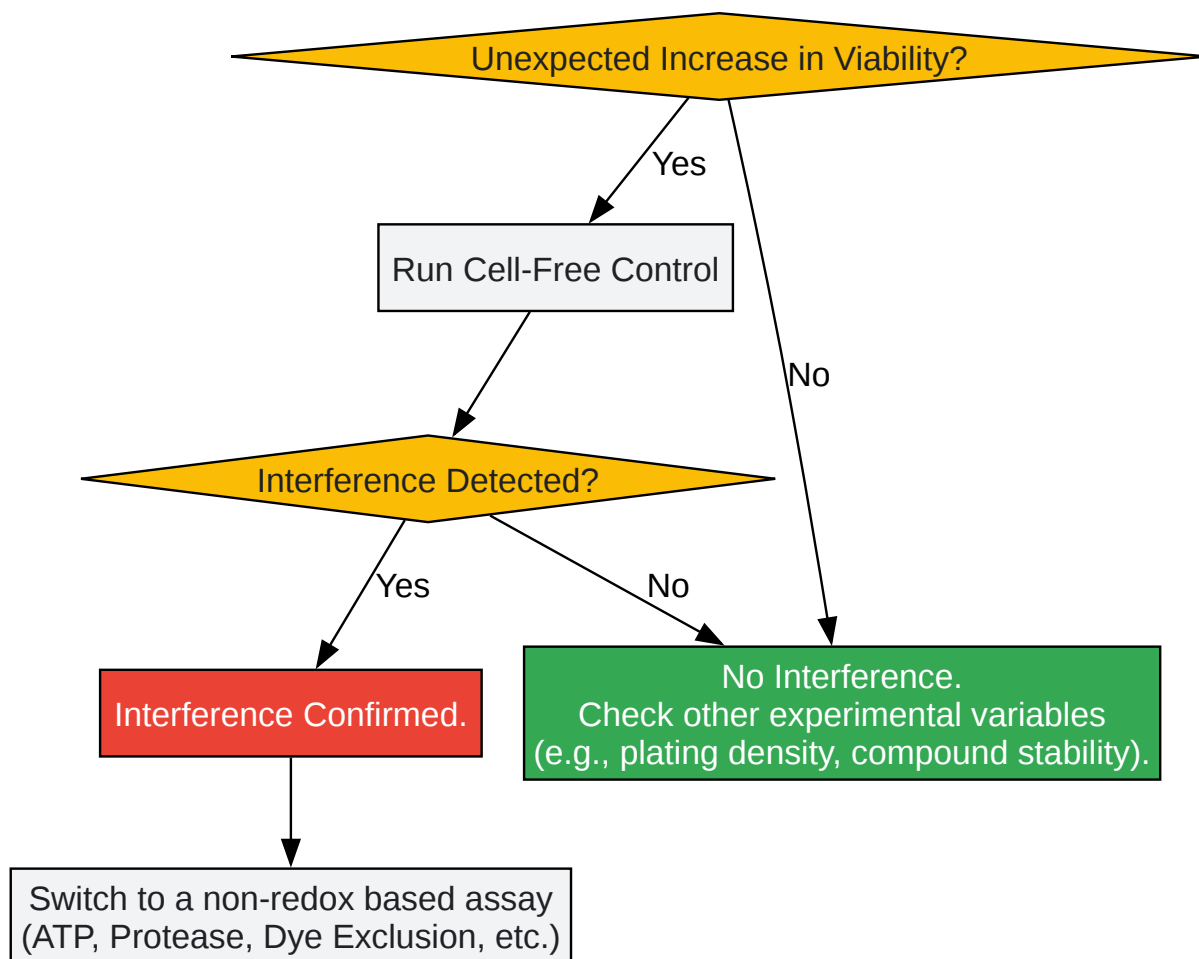 Unexpected Increase in Viability?
Yes
Run Cell-Free Control
No
Interference Detected?
Yes
No
Interference Confirmed.
No Interference.
Check other experimental variables
(e.g., plating density, compound stability).
Switch to a non-redox based assay
(ATP, Protease, Dye Exclusion, etc.)